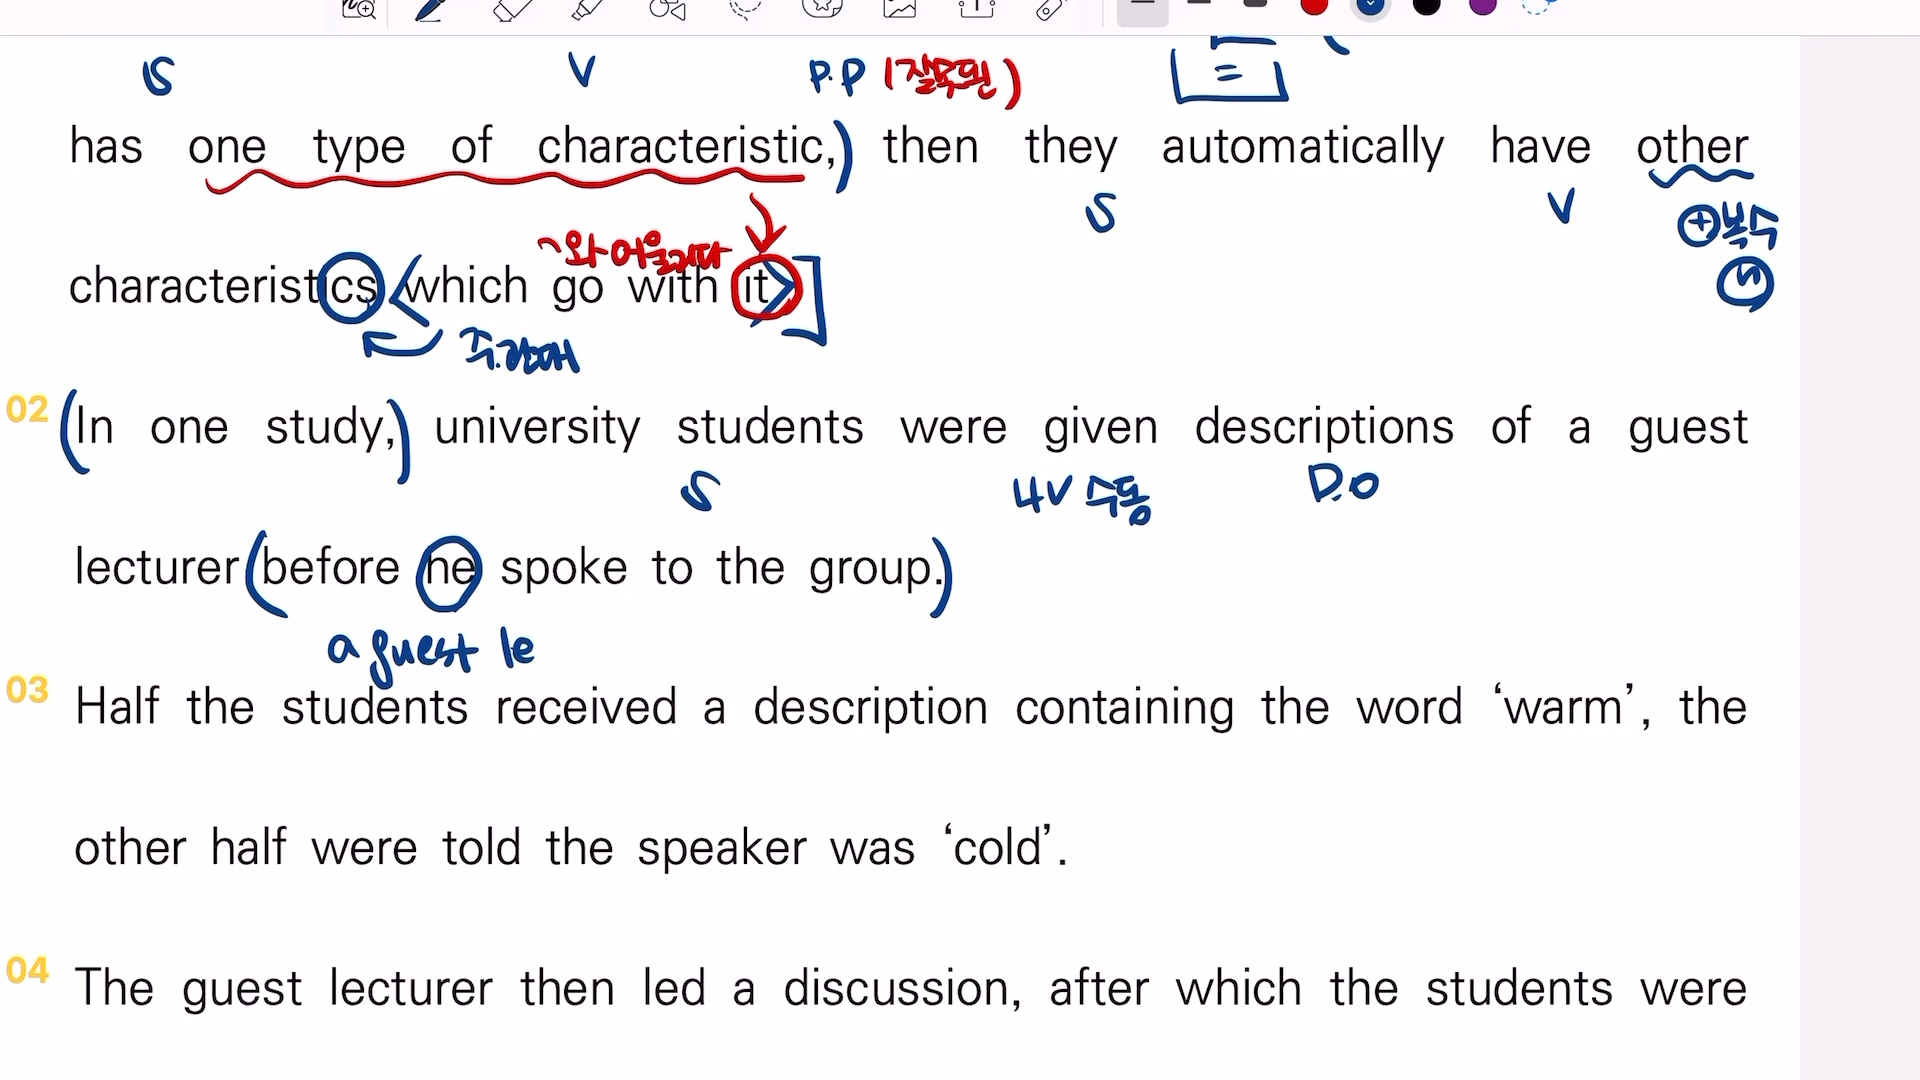 S V P.P (잘못된)
has one type of characteristic,) then they automatically have other
S V ⊕복수
~와 어울리다
characteristics <which go with it>]
n
주.관대
02 (In one study,) university students were given descriptions of a guest
S 4V 수동 D.O
lecturer (before he spoke to the group.)
a guest le
03 Half the students received a description containing the word ‘warm’, the
other half were told the speaker was ‘cold’.
04 The guest lecturer then led a discussion, after which the students were